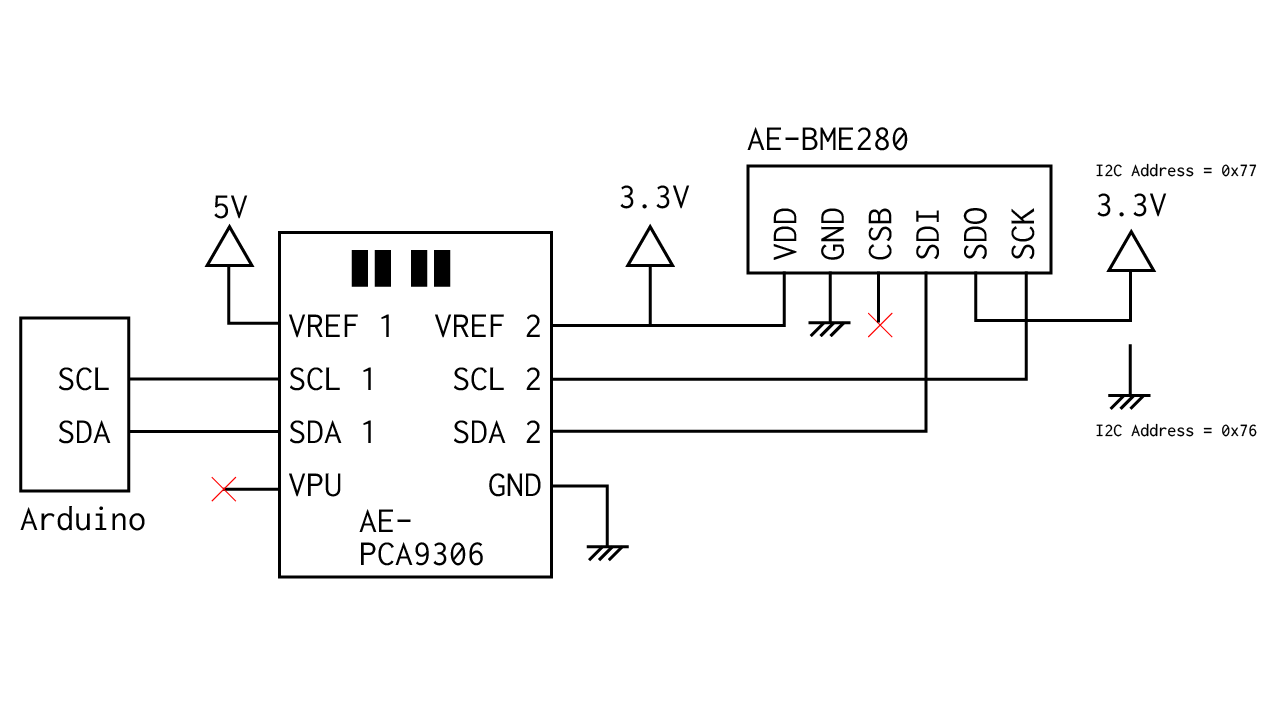 AE-BME280
I2C Address = 0x77
5V
3.3V
3.3V
VDD
GND
CSB
SDI
SDO
SCK
VREF 1
VREF 2
SCL
SCL 1
SCL 2
SDA
SDA 1
SDA 2
I2C Address = 0x76
VPU
GND
Arduino
AE-
PCA9306